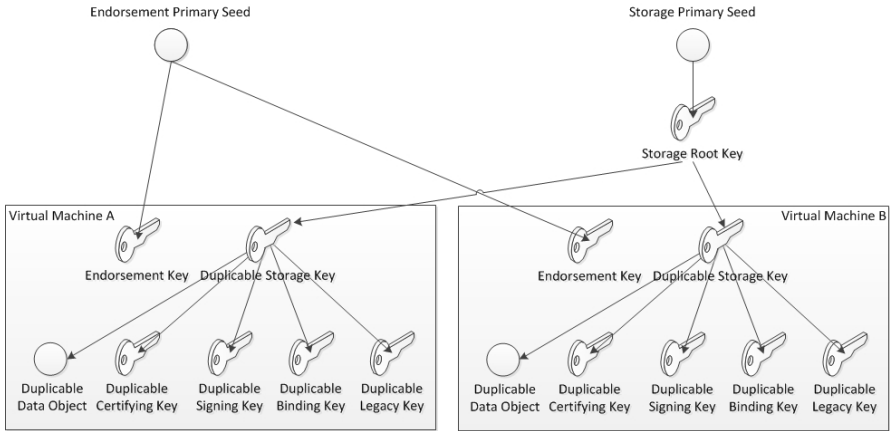 Endorsement Primary Seed
Storage Primary Seed
Storage Root Key
Virtual Machine A
Virtual Machine B
Endorsement Key
Duplicable Storage Key
Endorsement Key
Duplicable Storage Key
Duplicable
Data Object
Duplicable
Certifying Key
Duplicable
Signing Key
Duplicable
Binding Key
Duplicable
Legacy Key
Duplicable
Data Object
Duplicable
Certifying Key
Duplicable
Signing Key
Duplicable
Binding Key
Duplicable
Legacy Key